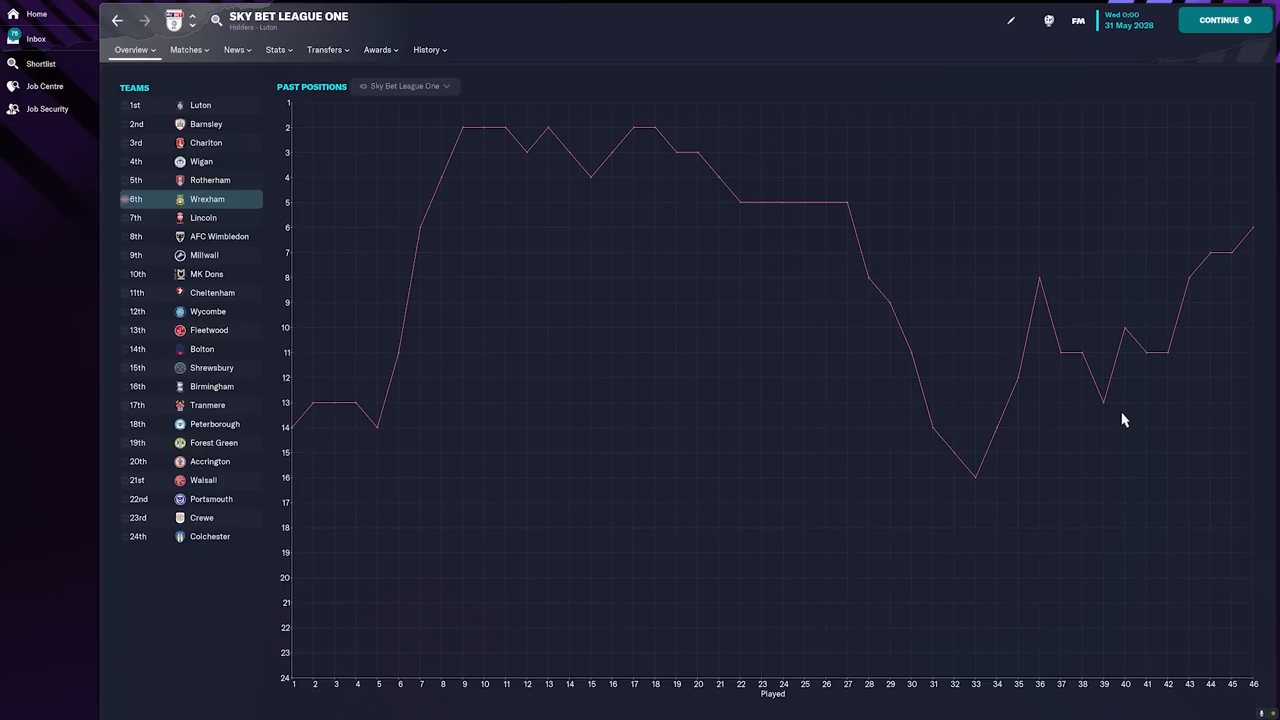 Home
75
Inbox
Shortlist
Job Centre
Job Security
SKY BET LEAGUE ONE
Holders - Luton
FM
Wed 0:00
31 May 2028
CONTINUE
Overview
Matches
News
Stats
Transfers
Awards
History
TEAMS
1st Luton
2nd Barnsley
3rd Charlton
4th Wigan
5th Rotherham
6th Wrexham
7th Lincoln
8th AFC Wimbledon
9th Millwall
10th MK Dons
11th Cheltenham
12th Wycombe
13th Fleetwood
14th Bolton
15th Shrewsbury
16th Birmingham
17th Tranmere
18th Peterborough
19th Forest Green
20th Accrington
21st Walsall
22nd Portsmouth
23rd Crewe
24th Colchester
PAST POSITIONS
Sky Bet League One
1
2
3
4
5
6
7
8
9
10
11
12
13
14
15
16
17
18
19
20
21
22
23
24
1 2 3 4 5 6 7 8 9 10 11 12 13 14 15 16 17 18 19 20 21 22 23 24 25 26 27 28 29 30 31 32 33 34 35 36 37 38 39 40 41 42 43 44 45 46
Played